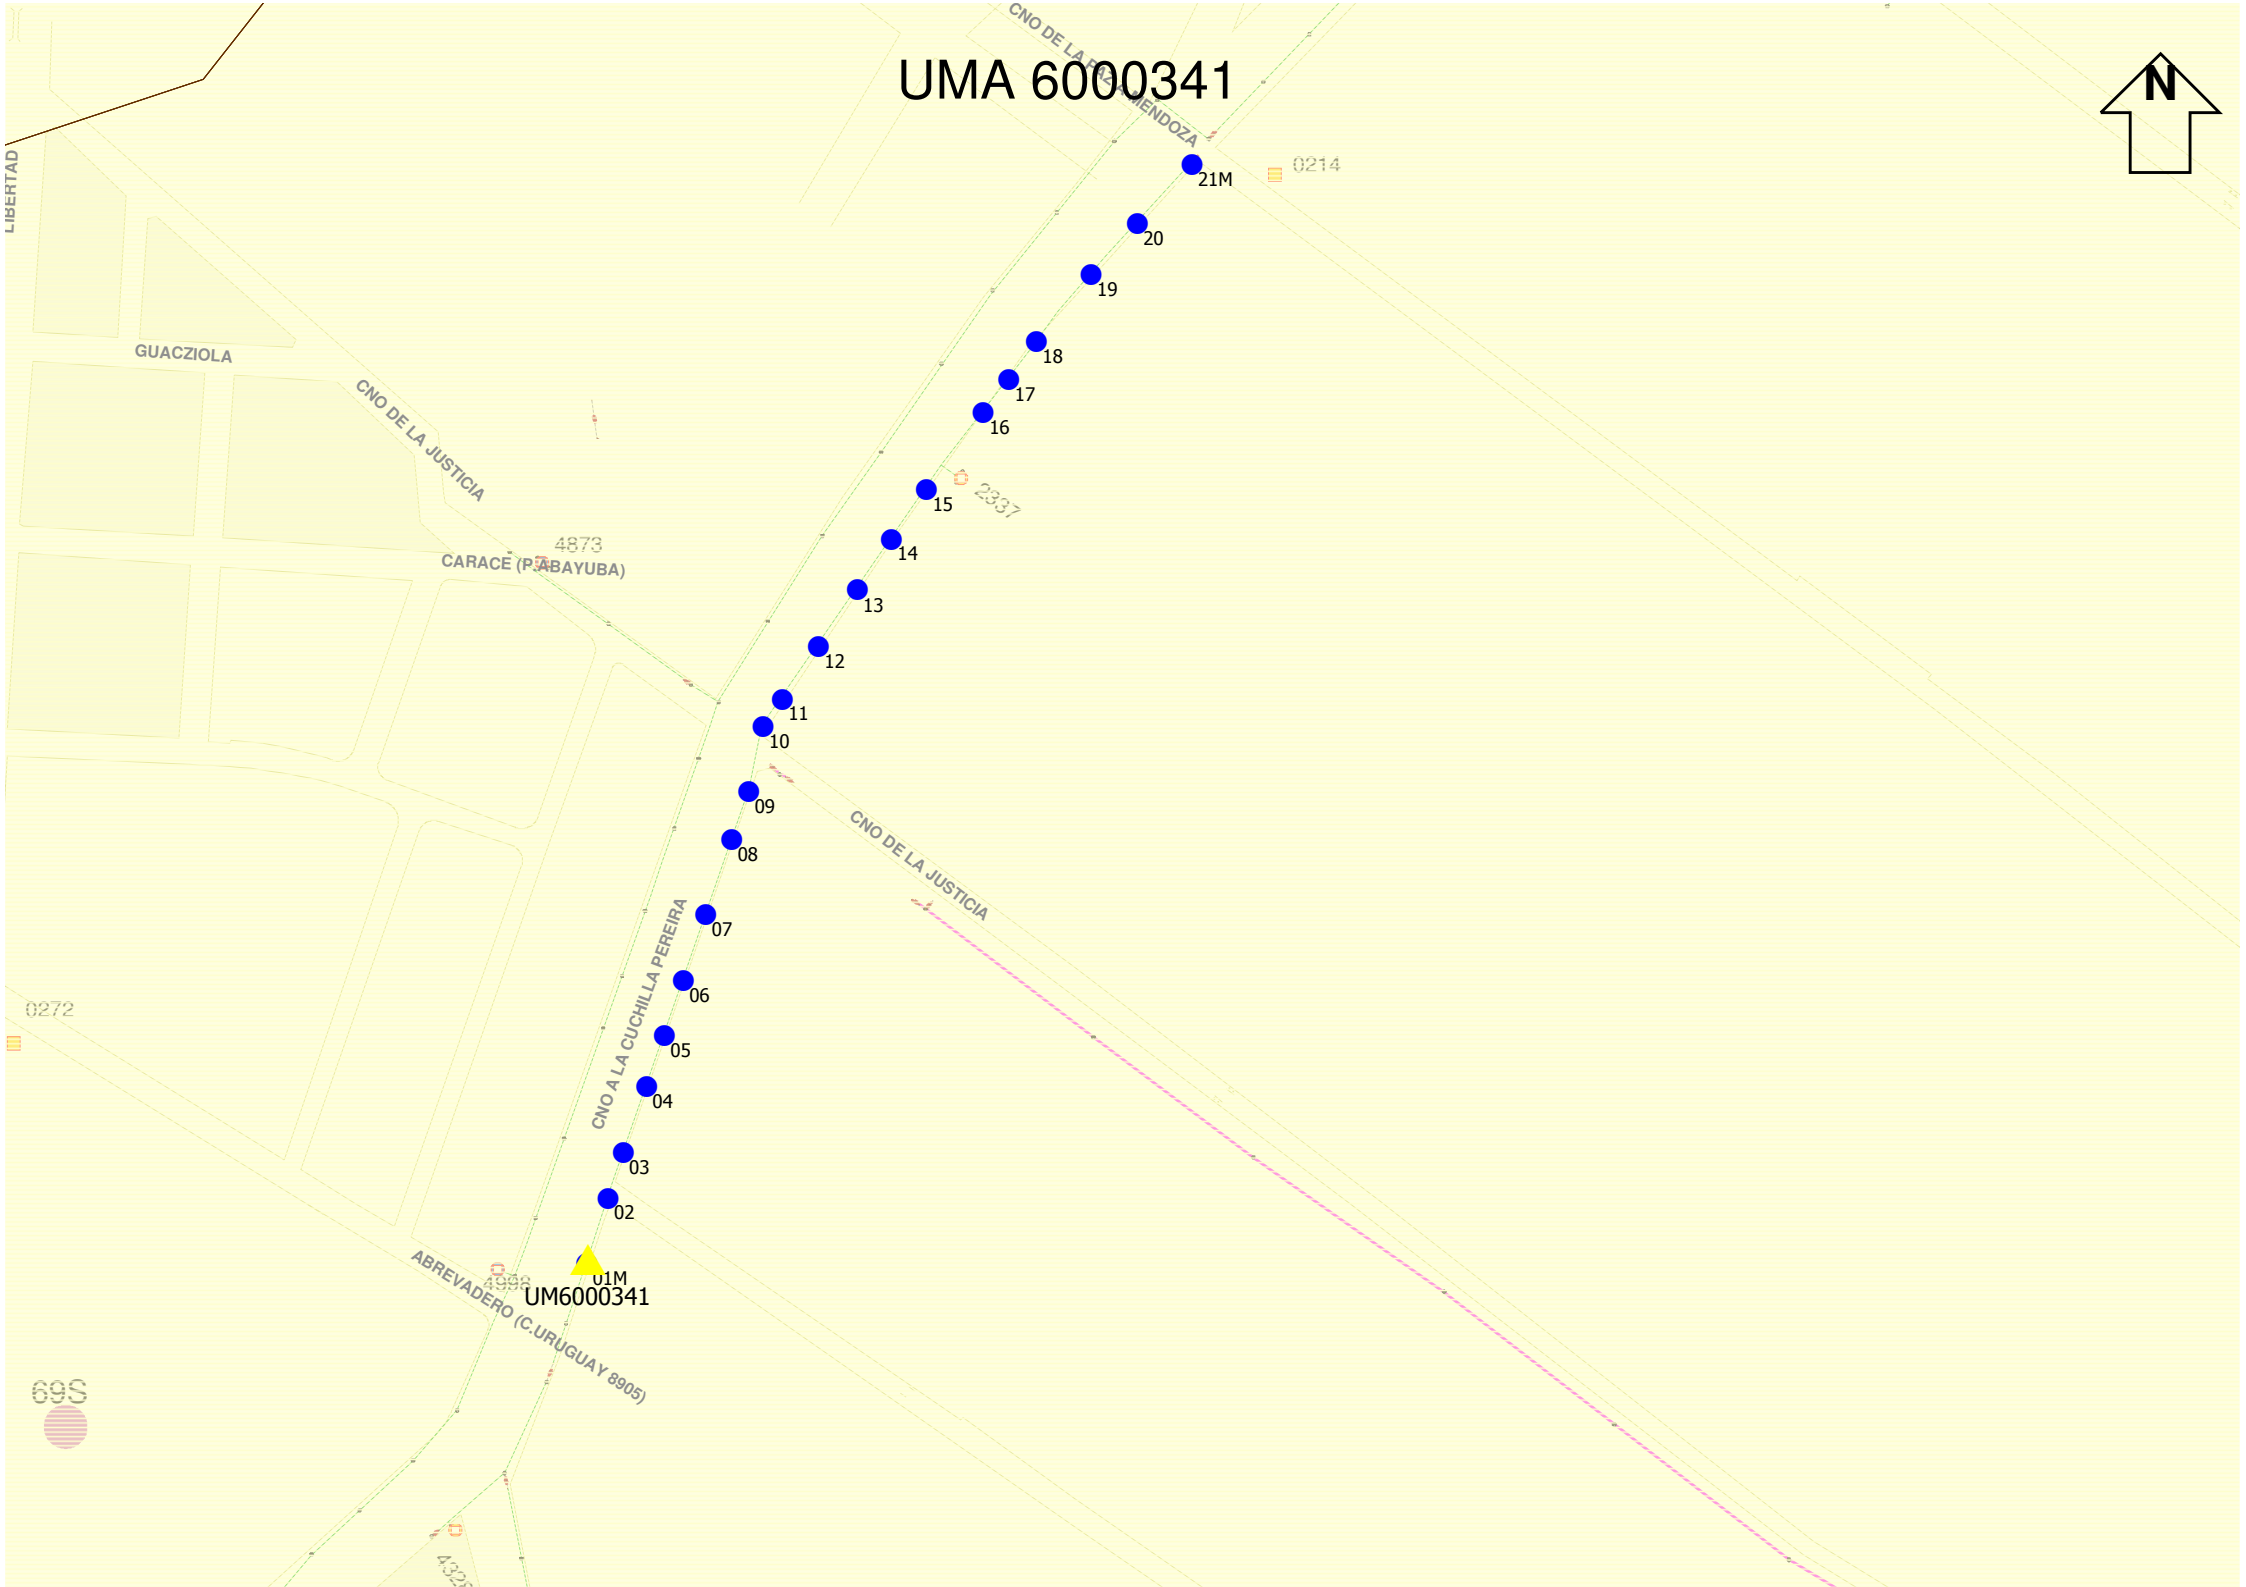 CNO DE LA PAZ A MENDOZA
UMA 6000341
N
LIBERTAD
21M
0214
20
19
GUACZIOLA
18
CNO DE LA JUSTICIA
17
16
15
2337
4873
14
CARACE (P.ABAYUBA)
13
12
11
10
09
CNO DE LA JUSTICIA
08
CNO A LA CUCHILLA PEREIRA
07
06
0272
05
04
03
02
01M
4998
UM6000341
ABREVADERO (C.URUGUAY 8905)
69S